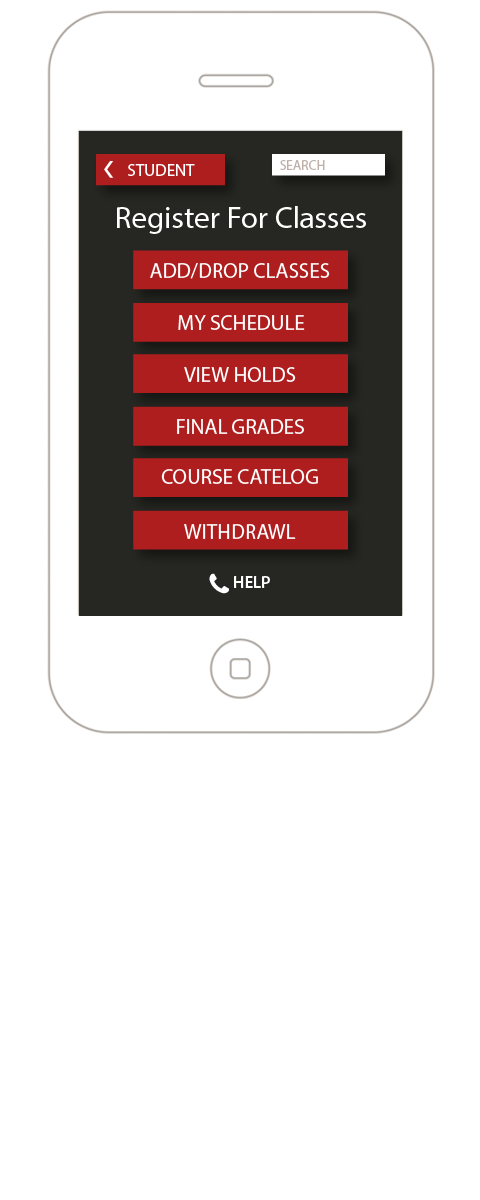 STUDENT
SEARCH
Register For Classes
ADD/DROP CLASSES
MY SCHEDULE
VIEW HOLDS
FINAL GRADES
COURSE CATELOG
WITHDRAWL
HELP